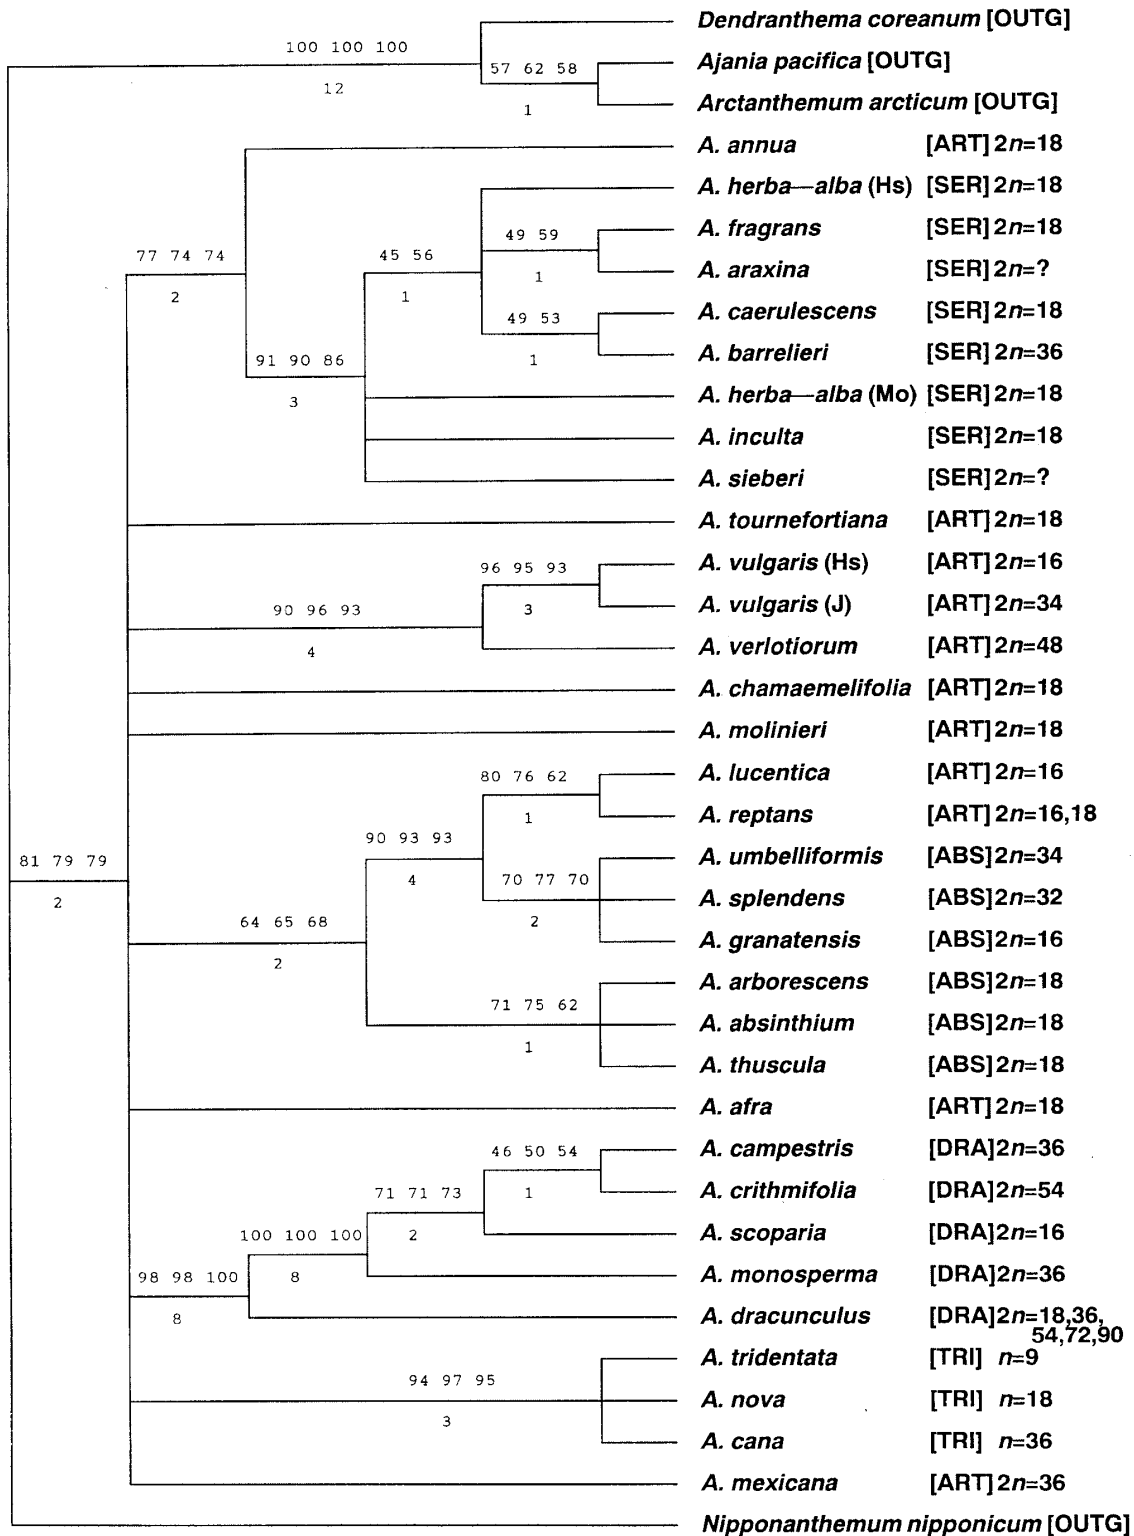 Dendranthema coreanum [OUTG]
100 100 100
12
57 62 58
1
Ajania pacifica [OUTG]
Arctanthemum arcticum [OUTG]
A. annua [ART] 2n=18
A. herba—alba (Hs) [SER] 2n=18
49 59
1
A. fragrans [SER] 2n=18
77 74 74
2
45 56
1
A. araxina [SER] 2n=?
49 53
1
A. caerulescens [SER] 2n=18
91 90 86
3
A. barrelieri [SER] 2n=36
A. herba—alba (Mo) [SER] 2n=18
A. inculta [SER] 2n=18
A. sieberi [SER] 2n=?
A. tournefortiana [ART] 2n=18
96 95 93
3
A. vulgaris (Hs) [ART] 2n=16
90 96 93
4
A. vulgaris (J) [ART] 2n=34
A. verlotiorum [ART] 2n=48
A. chamaemelifolia [ART] 2n=18
A. molinieri [ART] 2n=18
80 76 62
1
A. lucentica [ART] 2n=16
A. reptans [ART] 2n=16,18
90 93 93
4
81 79 79
2
A. umbelliformis [ABS] 2n=34
70 77 70
2
A. splendens [ABS] 2n=32
64 65 68
2
A. granatensis [ABS] 2n=16
A. arborescens [ABS] 2n=18
71 75 62
1
A. absinthium [ABS] 2n=18
A. thuscula [ABS] 2n=18
A. afra [ART] 2n=18
46 50 54
1
A. campestris [DRA] 2n=36
71 71 73
2
A. crithmifolia [DRA] 2n=54
100 100 100
8
A. scoparia [DRA] 2n=16
98 98 100
8
A. monosperma [DRA] 2n=36
A. dracunculus [DRA] 2n=18,36,
54,72,90
A. tridentata [TRI] n=9
94 97 95
3
A. nova [TRI] n=18
A. cana [TRI] n=36
A. mexicana [ART] 2n=36
Nipponanthemum nipponicum [OUTG]